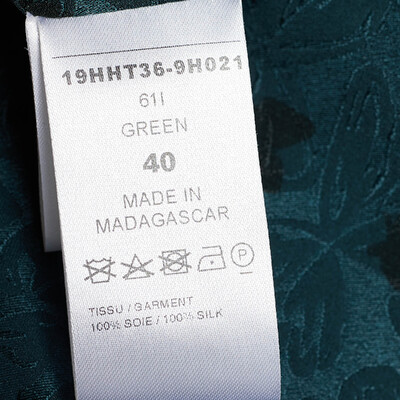 19HHT36-9H021
61I
GREEN
40
MADE IN
MADAGASCAR
P
TISSU / GARMENT
100% SOIE / 100% SILK